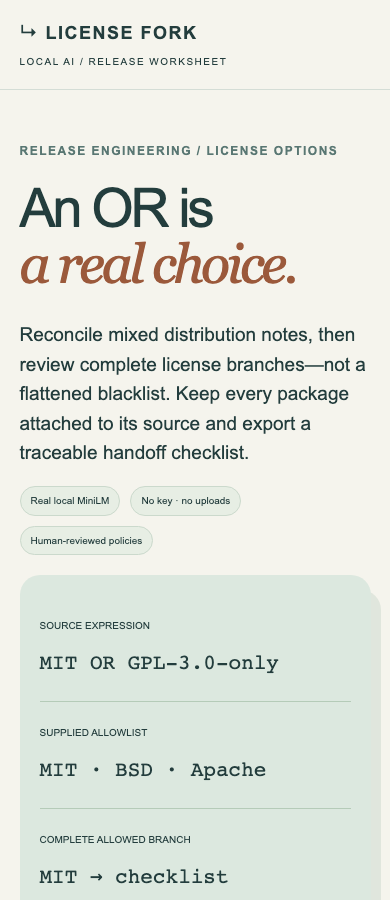 ↳ LICENSE FORK
LOCAL AI / RELEASE WORKSHEET
RELEASE ENGINEERING / LICENSE OPTIONS
An OR is
a real choice.
Reconcile mixed distribution notes, then
review complete license branches—not a
flattened blacklist. Keep every package
attached to its source and export a
traceable handoff checklist.
Real local MiniLM
No key · no uploads
Human-reviewed policies
SOURCE EXPRESSION
MIT OR GPL-3.0-only
SUPPLIED ALLOWLIST
MIT · BSD · Apache
COMPLETE ALLOWED BRANCH
MIT → checklist